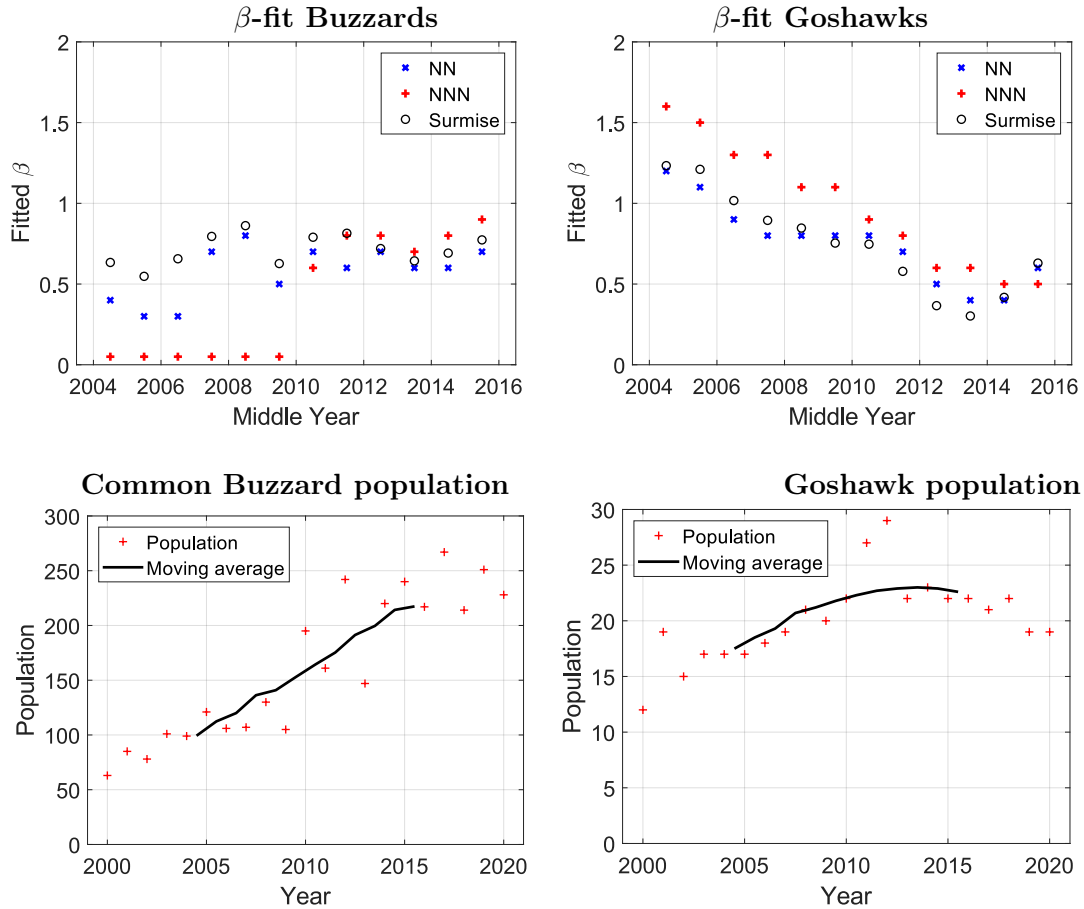 β-fit Buzzards
2
1.5
1
0.5
0
Fitted β
NN
NNN
Surmise
2004 2006 2008 2010 2012 2014 2016
Middle Year
β-fit Goshawks
2
1.5
1
0.5
0
Fitted β
NN
NNN
Surmise
2004 2006 2008 2010 2012 2014 2016
Middle Year
Common Buzzard population
300
250
200
150
100
50
0
Population
Population
Moving average
2000 2005 2010 2015 2020
Year
Goshawk population
30
25
20
15
10
5
0
Population
Population
Moving average
2000 2005 2010 2015 2020
Year